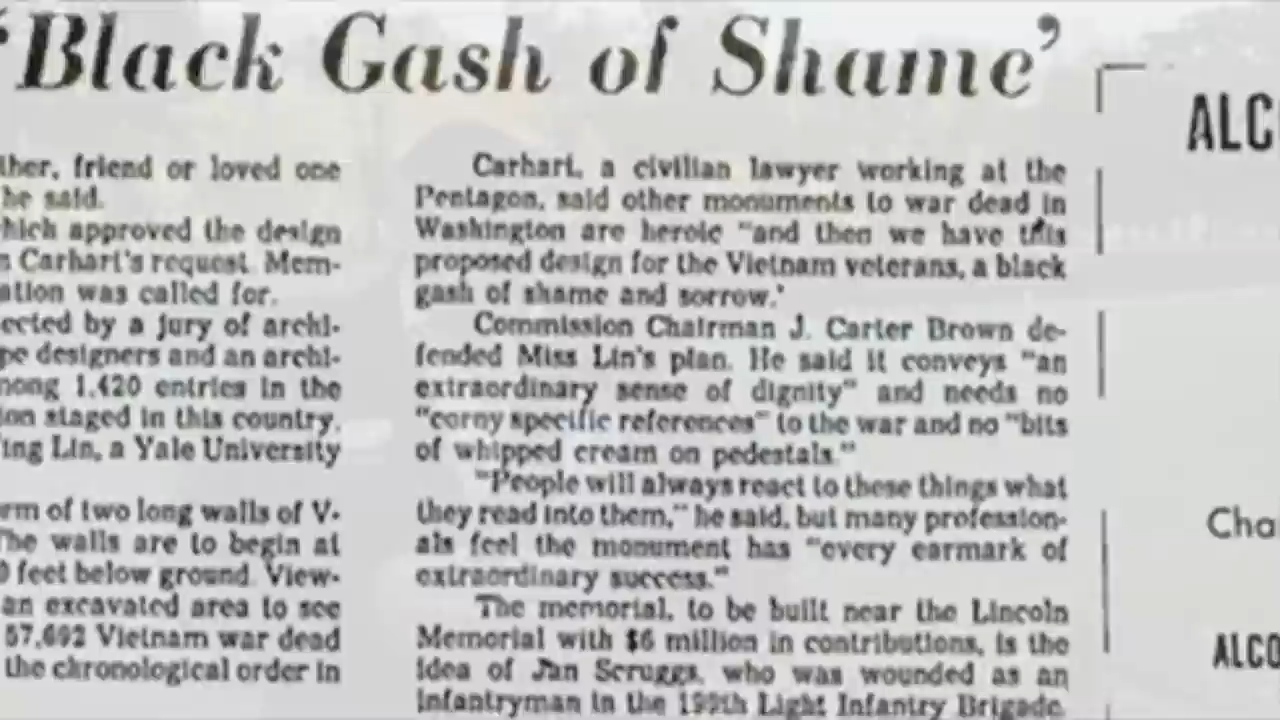 'Black Gash of Shame'
ther, friend or loved one
he said.
hich approved the design
s Carhart's request. Mem-
ation was called for.
ected by a jury of archi-
pe designers and an archi-
mong 1,420 entries in the
ion staged in this country.
Ying Lin, a Yale University
orm of two long walls of V-
The walls are to begin at
0 feet below ground. View-
an excavated area to see
57,692 Vietnam war dead
the chronological order in
Carhart, a civilian lawyer working at the
Pentagon, said other monuments to war dead in
Washington are heroic "and then we have this
proposed design for the Vietnam veterans, a black
gash of shame and sorrow.'
Commission Chairman J. Carter Brown de-
fended Miss Lin's plan. He said it conveys "an
extraordinary sense of dignity" and needs no
"corny specific references" to the war and no "bits
of whipped cream on pedestals."
"People will always react to these things what
they read into them," he said, but many profession-
als feel the monument has "every earmark of
extraordinary success."
The memorial, to be built near the Lincoln
Memorial with $6 million in contributions, is the
idea of Jan Scruggs, who was wounded as an
infantryman in the 199th Light Infantry Brigade.
ALC
Cha
ALCO